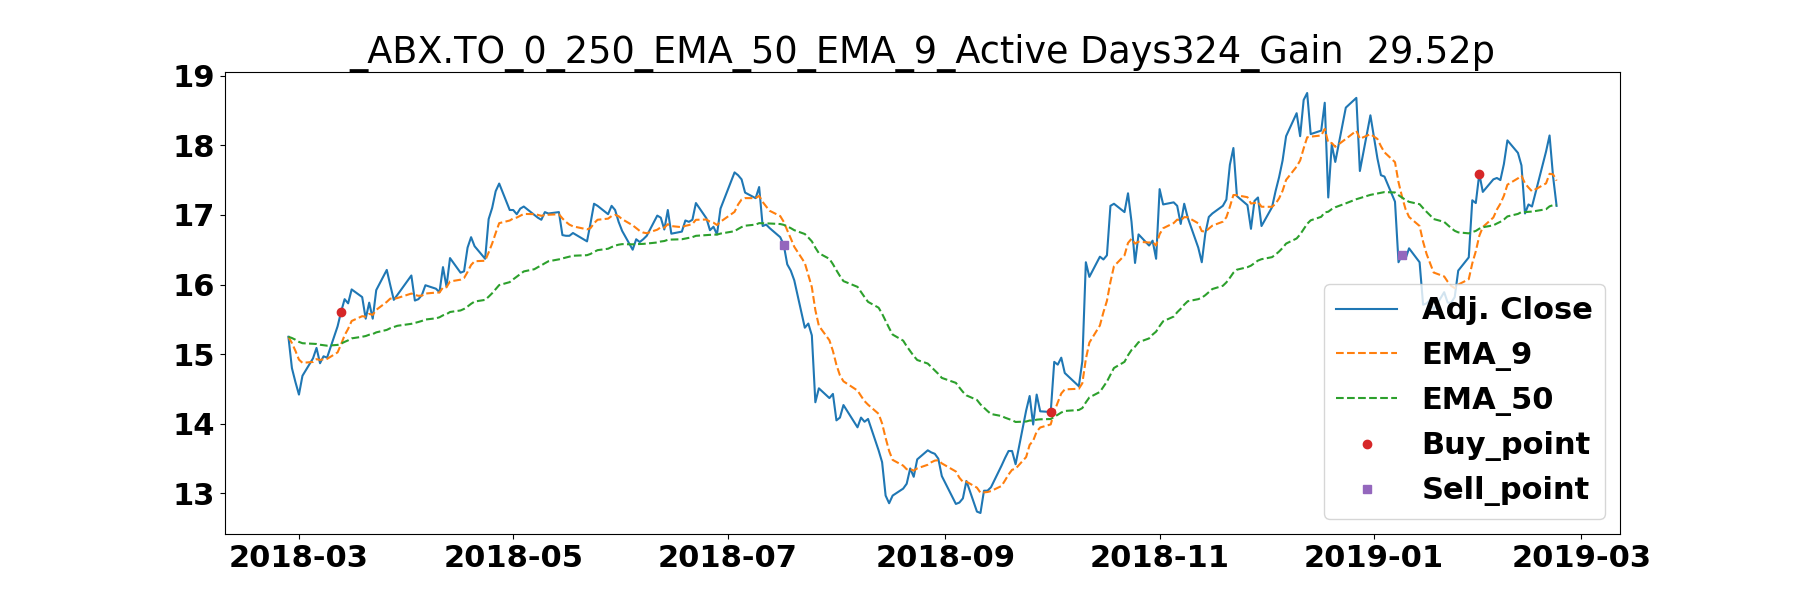 _ABX.TO_0_250_EMA_50_EMA_9_Active Days324_Gain  29.52p
19
18
17
16
15
14
13
2018-03 2018-05 2018-07 2018-09 2018-11 2019-01 2019-03
Adj. Close
EMA_9
EMA_50
Buy_point
Sell_point